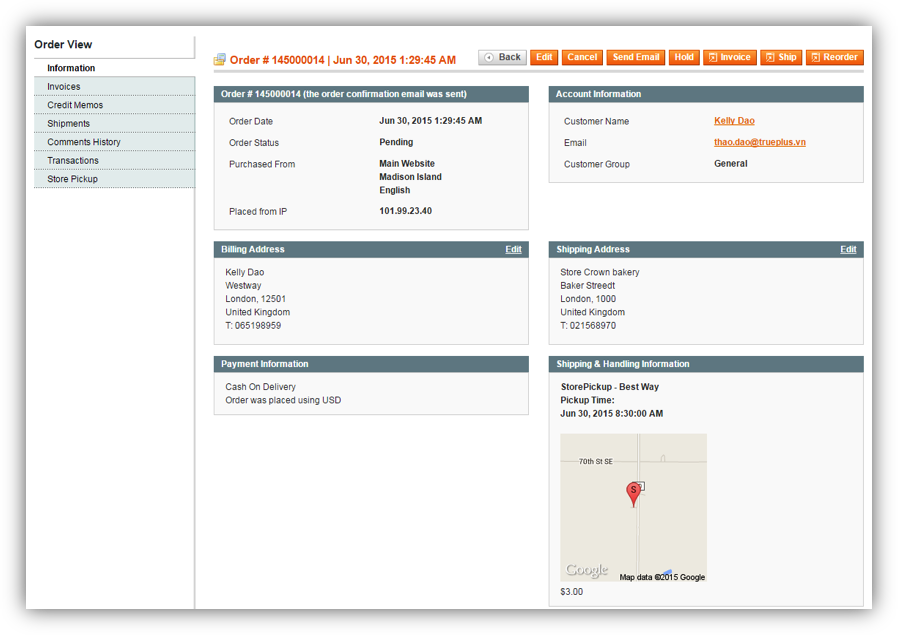 Order View
Information
Invoices
Credit Memos
Shipments
Comments History
Transactions
Store Pickup
Order # 145000014 | Jun 30, 2015 1:29:45 AM
Back Edit Cancel Send Email Hold Invoice Ship Reorder
Order # 145000014 (the order confirmation email was sent)
Order Date Jun 30, 2015 1:29:45 AM
Order Status Pending
Purchased From Main Website
Madison Island
English
Placed from IP 101.99.23.40
Account Information
Customer Name Kelly Dao
Email thao.dao@trueplus.vn
Customer Group General
Billing Address Edit
Kelly Dao
Westway
London, 12501
United Kingdom
T: 065198959
Shipping Address Edit
Store Crown bakery
Baker Streedt
London, 1000
United Kingdom
T: 021568970
Payment Information
Cash On Delivery
Order was placed using USD
Shipping & Handling Information
StorePickup - Best Way
Pickup Time:
Jun 30, 2015 8:30:00 AM
70th St SE
S
Google
Map data ©2015 Google
$3.00